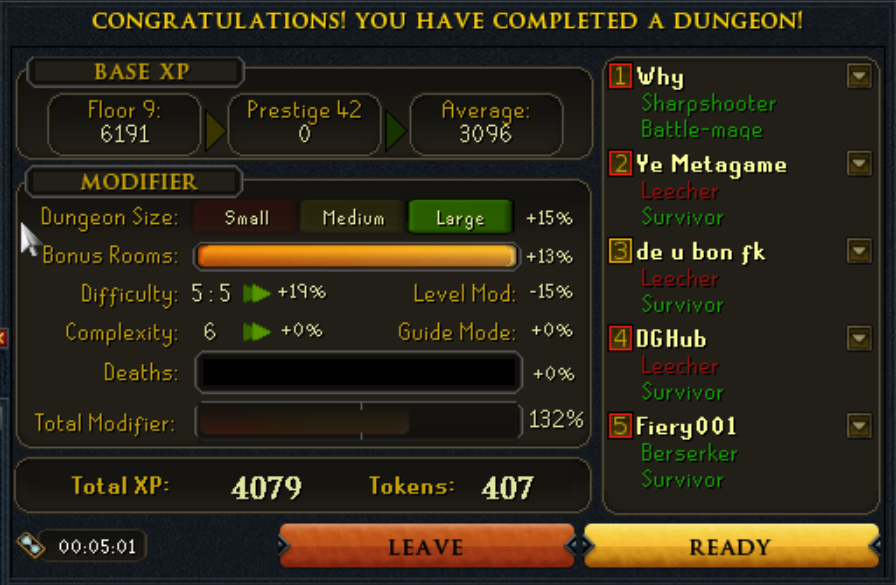 CONGRATULATIONS! YOU HAVE COMPLETED A DUNGEON!
BASE XP
Floor 9:
6191
Prestige 42
0
Average:
3096
MODIFIER
Dungeon Size: Small Medium Large +15%
Bonus Rooms: +13%
Difficulty: 5:5 +19% Level Mod: -15%
Complexity: 6 +0% Guide Mode: +0%
Deaths: +0%
Total Modifier: 132%
Total XP: 4079 Tokens: 407
00:05:01
LEAVE
READY
1 Why
Sharpshooter
Battle-mage
2 Ye Metagame
Leecher
Survivor
3 de u bon fk
Leecher
Survivor
4 DGHub
Leecher
Survivor
5 Fiery001
Berserker
Survivor